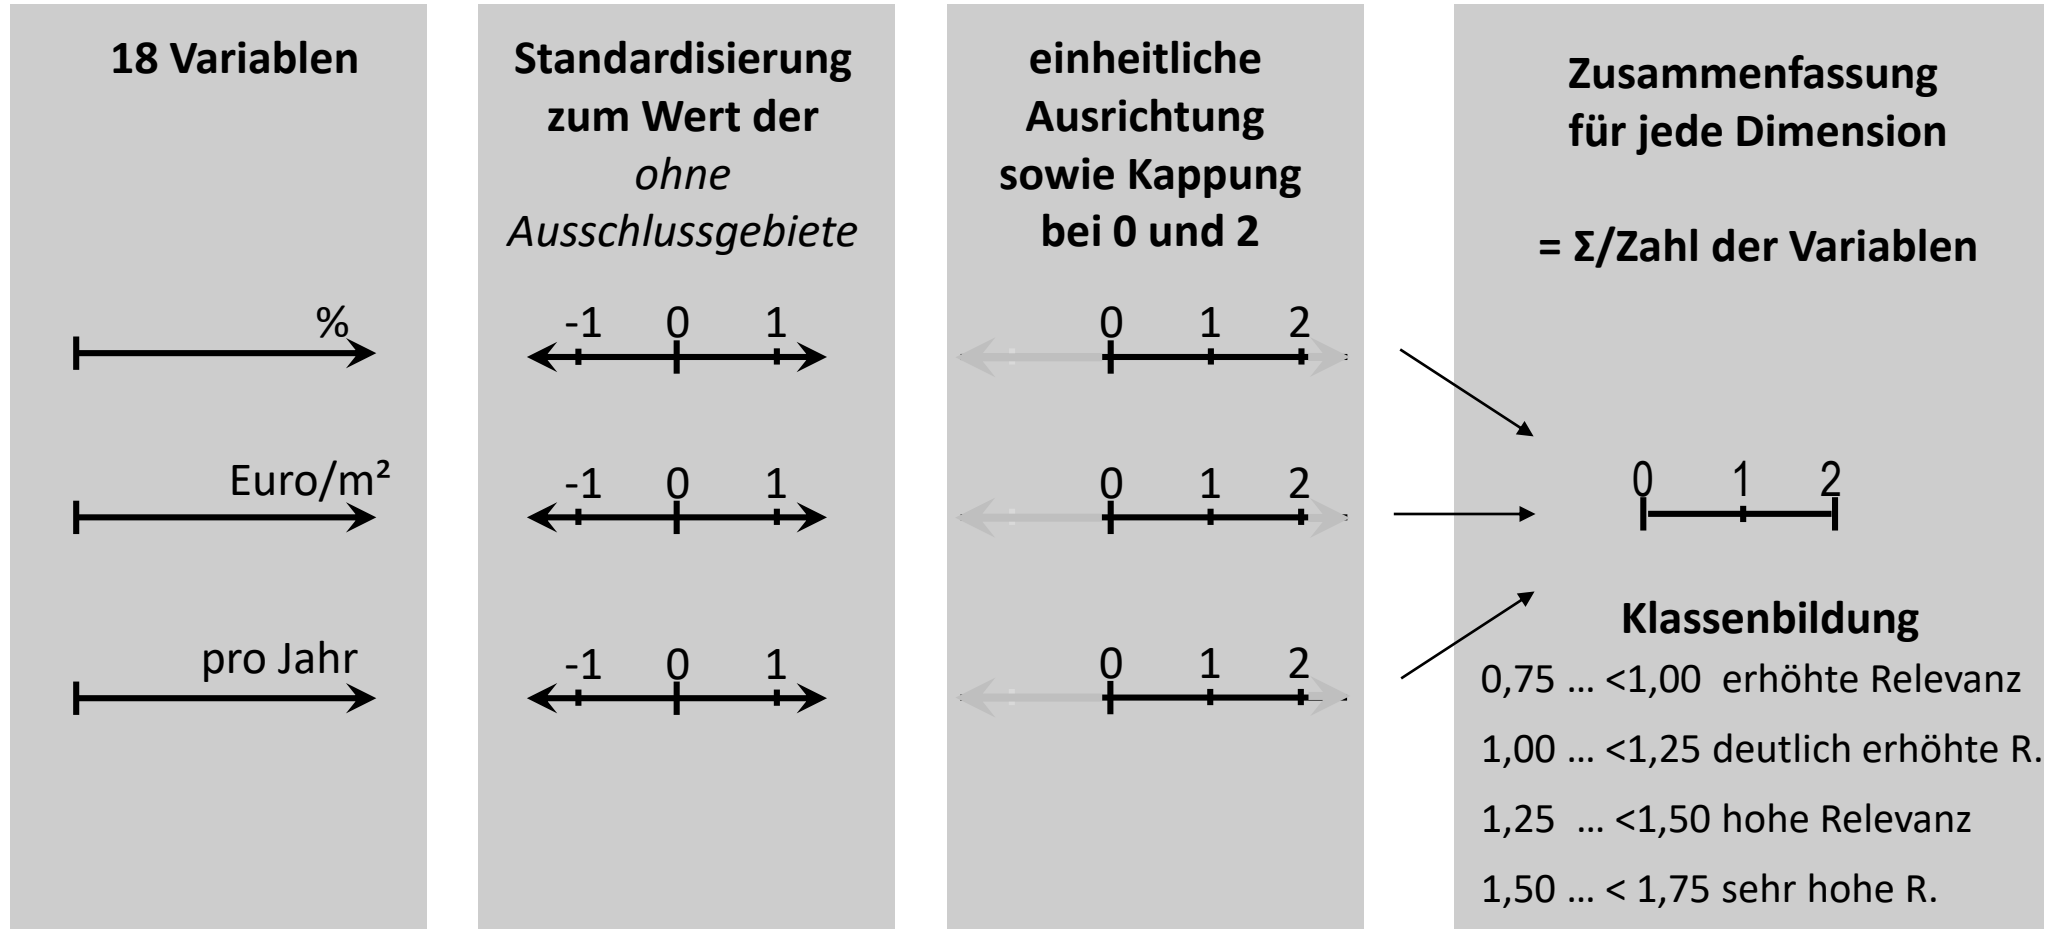 18 Variablen
%
Euro/m²
pro Jahr
Standardisierung
zum Wert der
ohne
Ausschlussgebiete
-1 0 1
-1 0 1
-1 0 1
einheitliche
Ausrichtung
sowie Kappung
bei 0 und 2
0 1 2
0 1 2
0 1 2
Zusammenfassung
für jede Dimension
= Σ/Zahl der Variablen
0 1 2
Klassenbildung
0,75 ... <1,00 erhöhte Relevanz
1,00 ... <1,25 deutlich erhöhte R.
1,25 ... <1,50 hohe Relevanz
1,50 ... < 1,75 sehr hohe R.